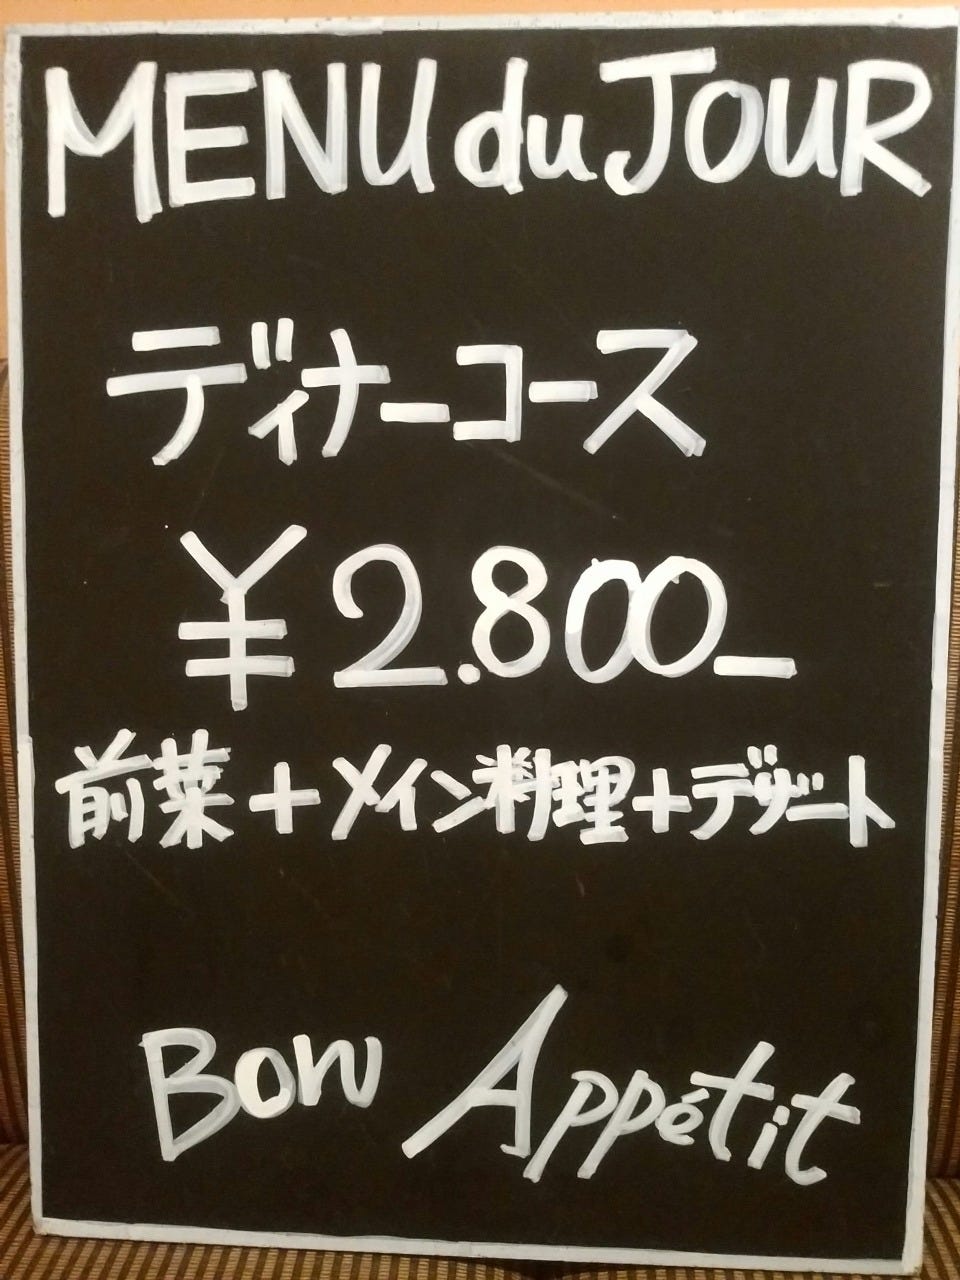 MENU du JOUR
ディナーコース
¥2.800_
前菜+メイン料理+デザート
Bon Appétit